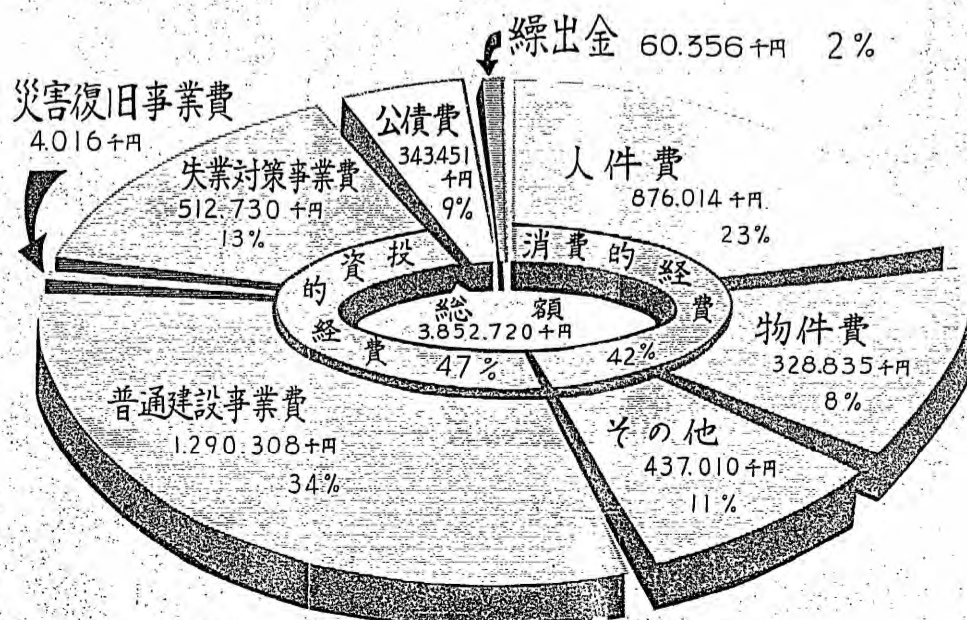 繰出金 60.356千円 2%
災害復旧事業費
4.016千円
失業対策事業費
512.730千円
13%
公債費
343.451
千円
9%
人件費
876.014千円
23%
物件費
328.835千円
8%
その他
437.010千円
11%
普通建設事業費
1.290.308千円
34%
消費的経費
42%
投資的経費
47%
総額
3.852.720千円